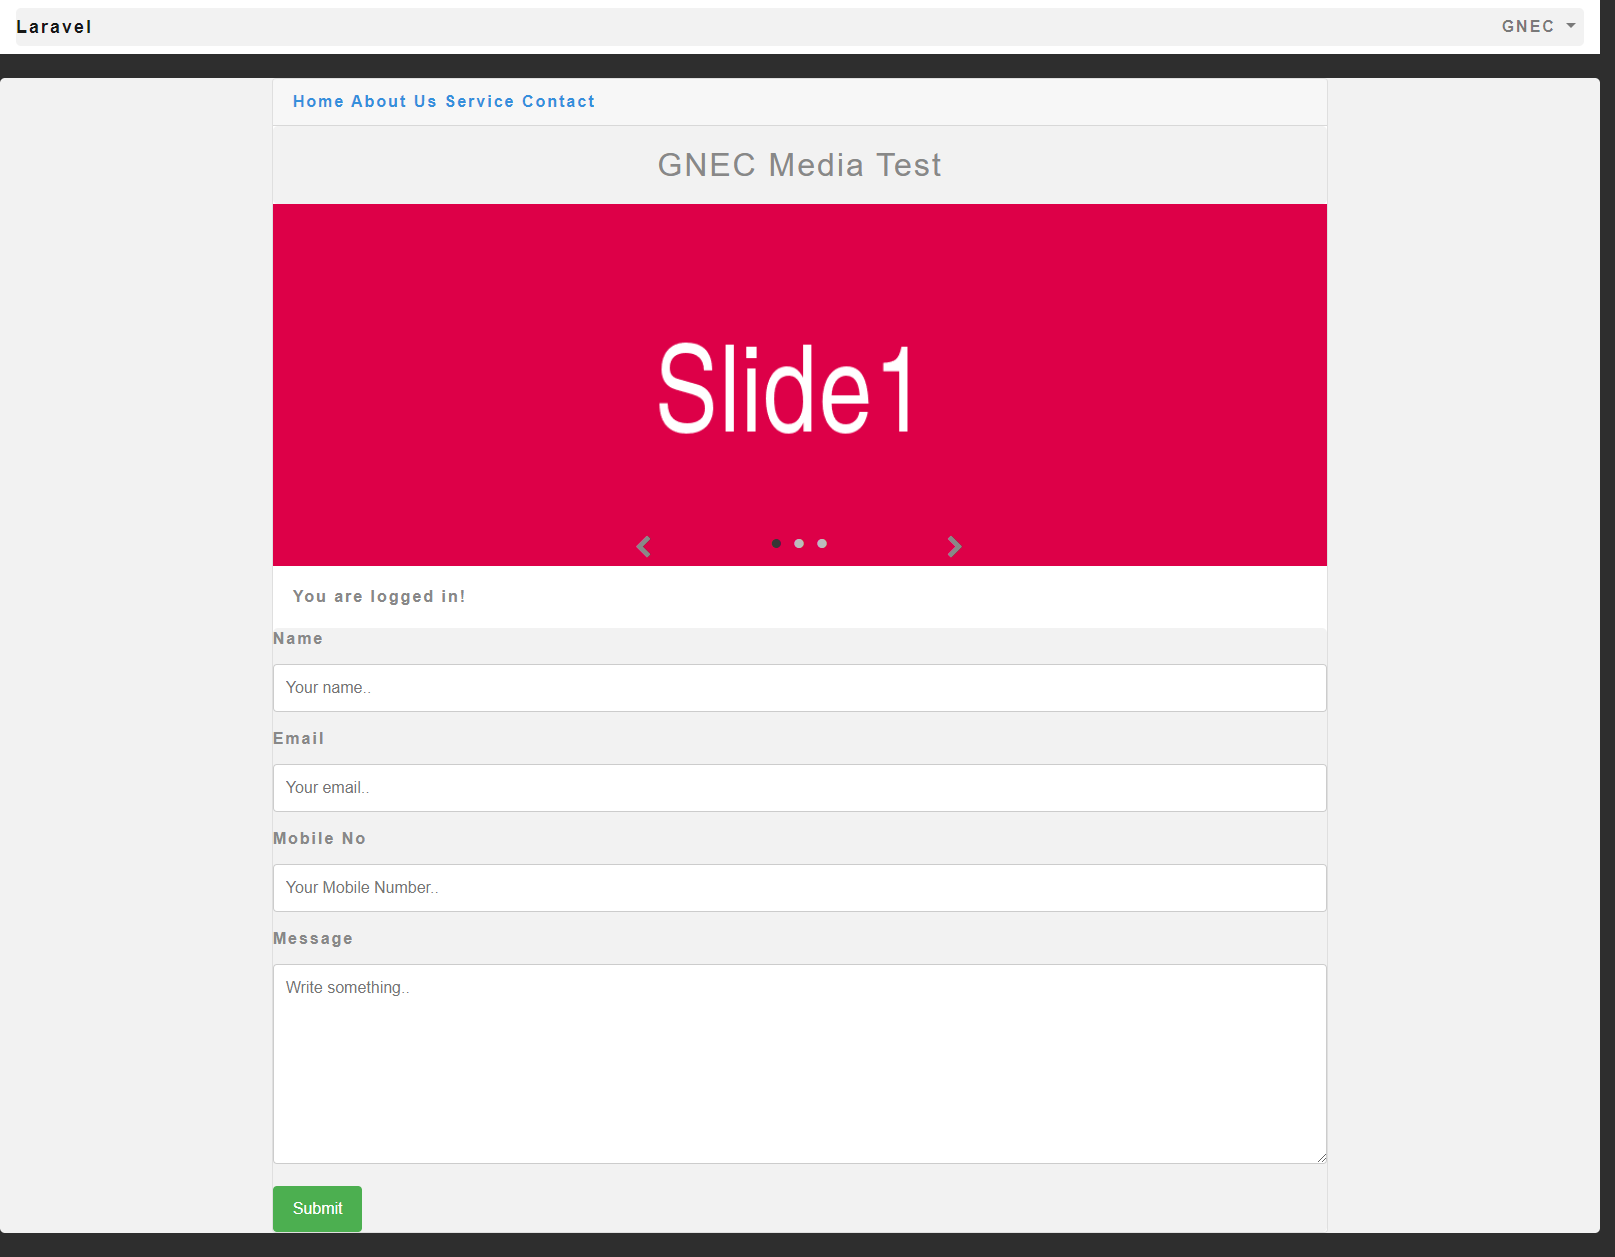 Laravel
GNEC
Home About Us Service Contact
GNEC Media Test
Slide1
You are logged in!
Name
Your name..
Email
Your email..
Mobile No
Your Mobile Number..
Message
Write something..
Submit